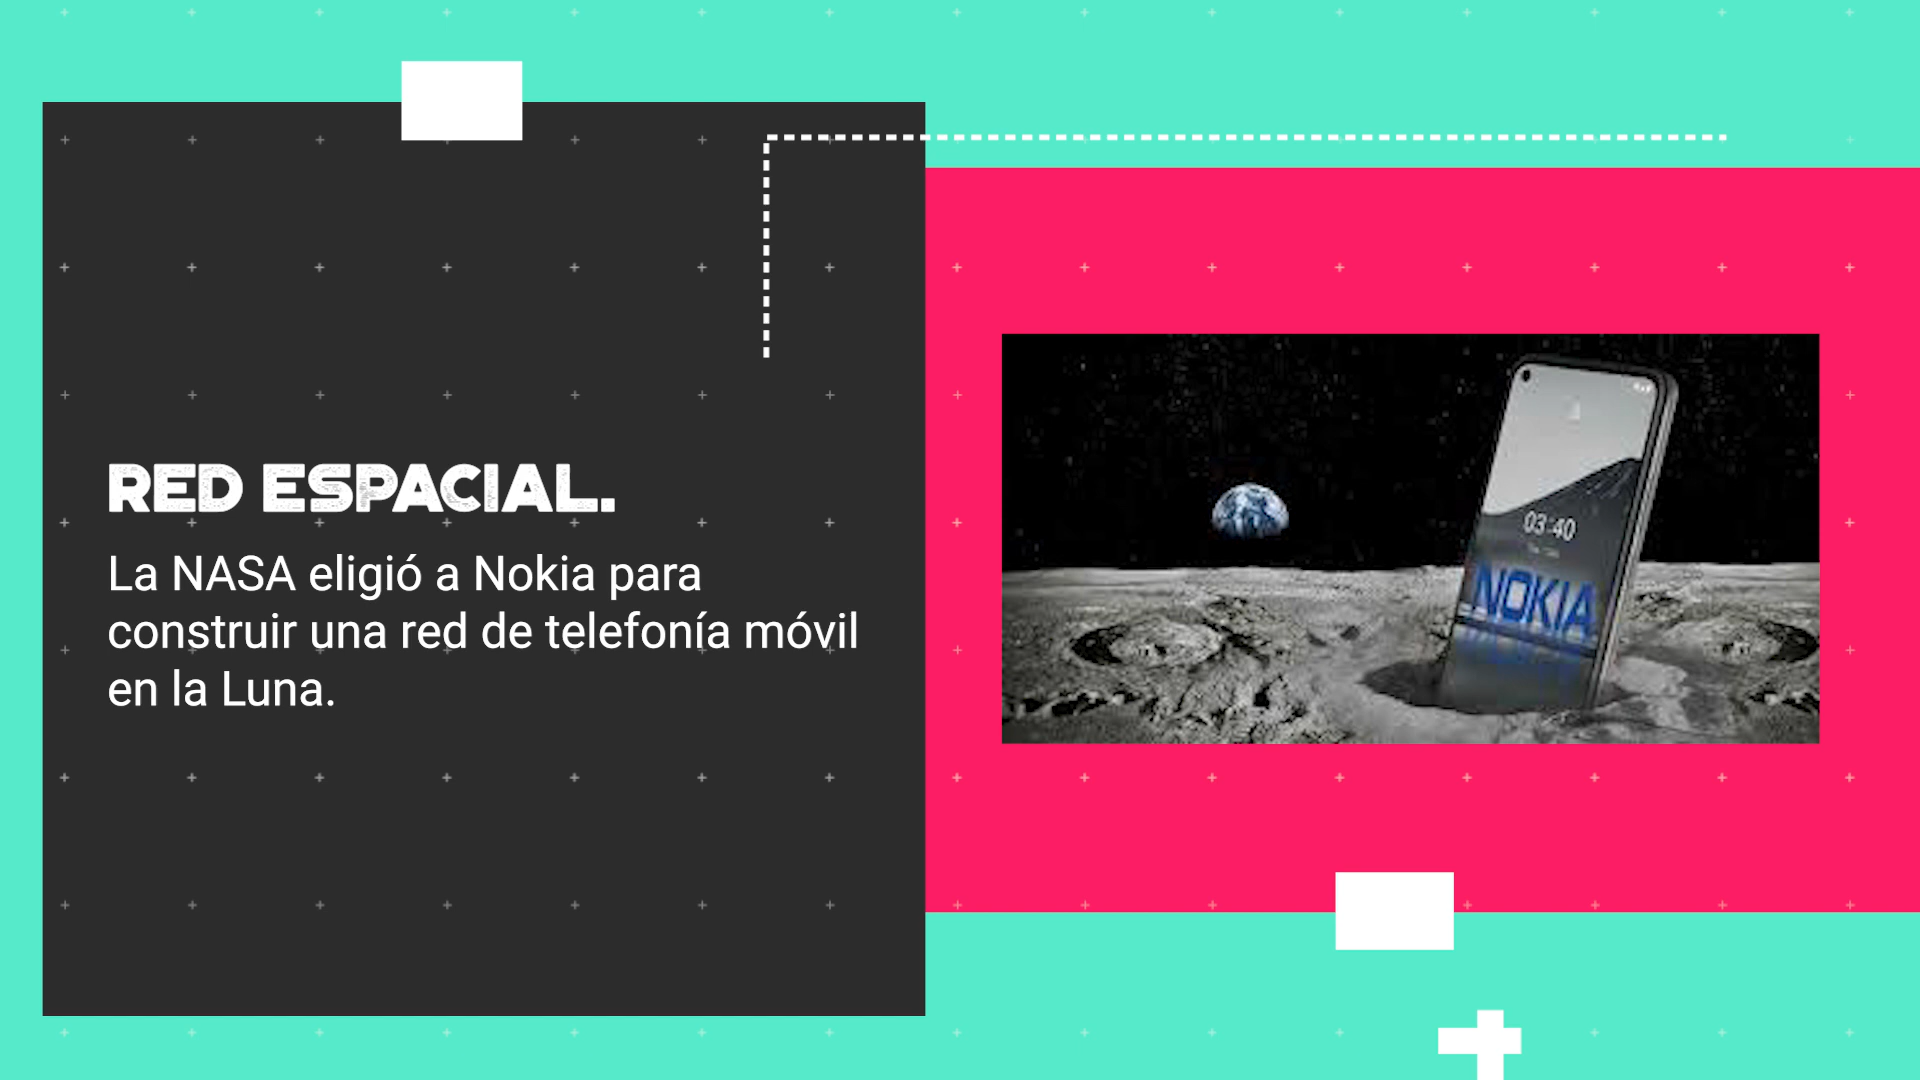 RED ESPACIAL.
La NASA eligió a Nokia para
construir una red de telefonía móvil
en la Luna.
03:40
NOKIA